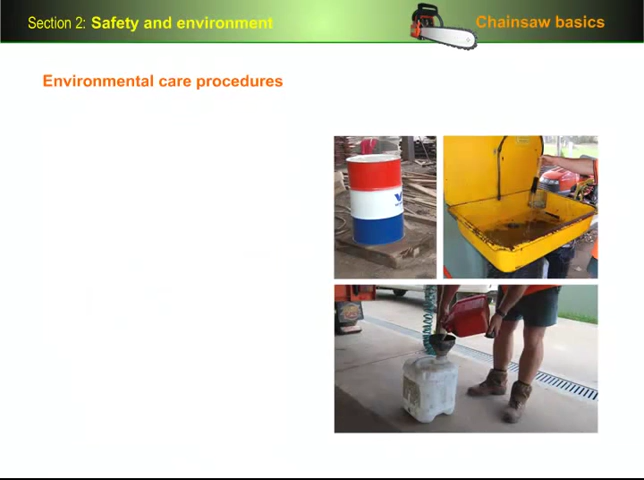 Section 2: Safety and environment
Chainsaw basics
Environmental care procedures